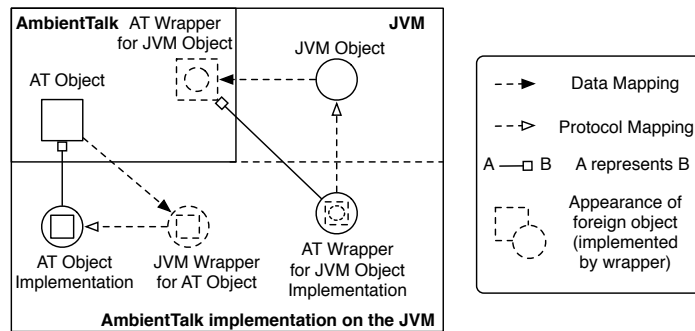 AmbientTalk
AT Wrapper
for JVM Object
JVM
JVM Object
AT Object
AT Object
Implementation
JVM Wrapper
for AT Object
AT Wrapper
for JVM Object
Implementation
AmbientTalk implementation on the JVM
Data Mapping
Protocol Mapping
A B A represents B
Appearance of
foreign object
(implemented
by wrapper)